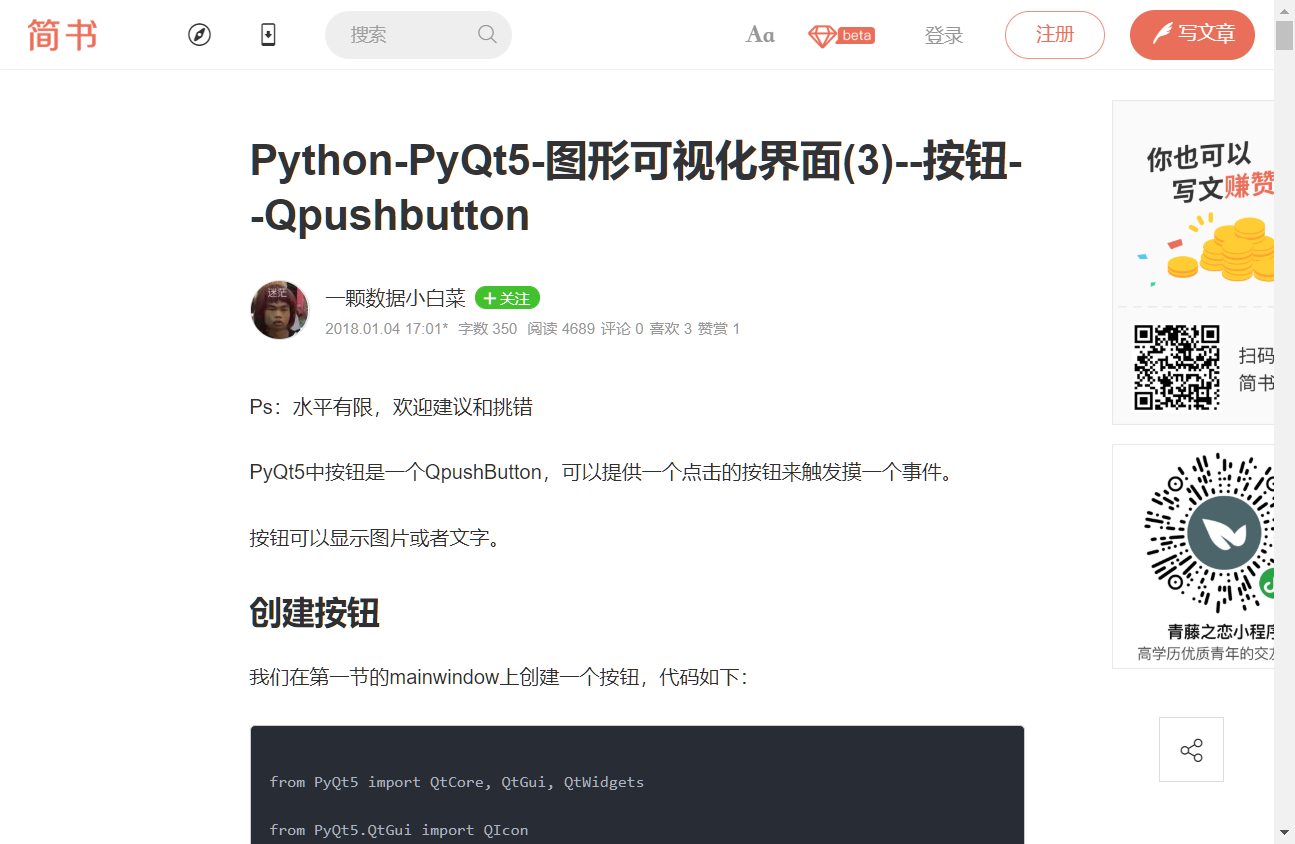 简书
搜索
Aa
beta
登录
注册
写文章
Python-PyQt5-图形可视化界面(3)--按钮-
-Qpushbutton
迷茫
一颗数据小白菜
+关注
2018.01.04 17:01* 字数 350 阅读 4689 评论 0 喜欢 3 赞赏 1
Ps：水平有限，欢迎建议和挑错
PyQt5中按钮是一个QpushButton，可以提供一个点击的按钮来触发摸一个事件。
按钮可以显示图片或者文字。
创建按钮
我们在第一节的mainwindow上创建一个按钮，代码如下：
from PyQt5 import QtCore, QtGui, QtWidgets
from PyQt5.QtGui import QIcon
你也可以
写文赚赞
扫码
简书
青藤之恋小程序
高学历优质青年的交友